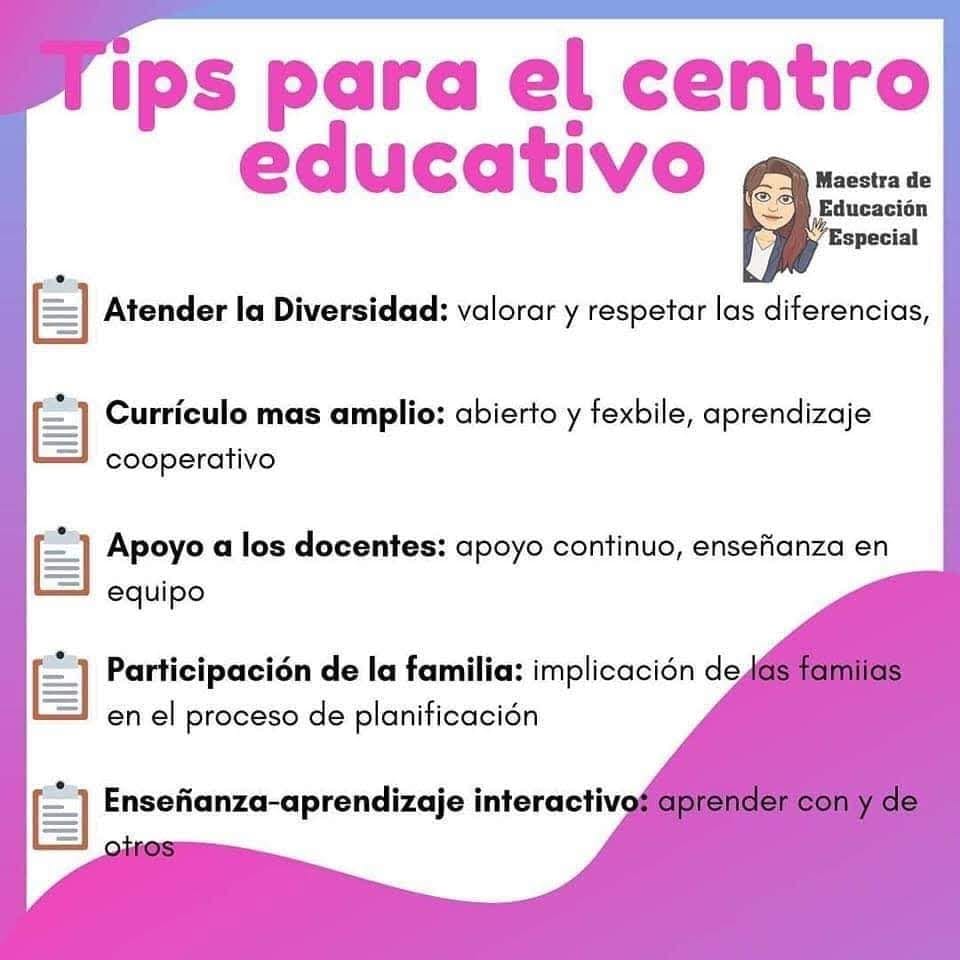 Tips para el centro
educativo
Maestra de
Educación
Especial
Atender la Diversidad: valorar y respetar las diferencias,
Currículo mas amplio: abierto y fexbile, aprendizaje
cooperativo
Apoyo a los docentes: apoyo continuo, enseñanza en
equipo
Participación de la familia: implicación de las famiias
en el proceso de planificación
Enseñanza-aprendizaje interactivo: aprender con y de
otros